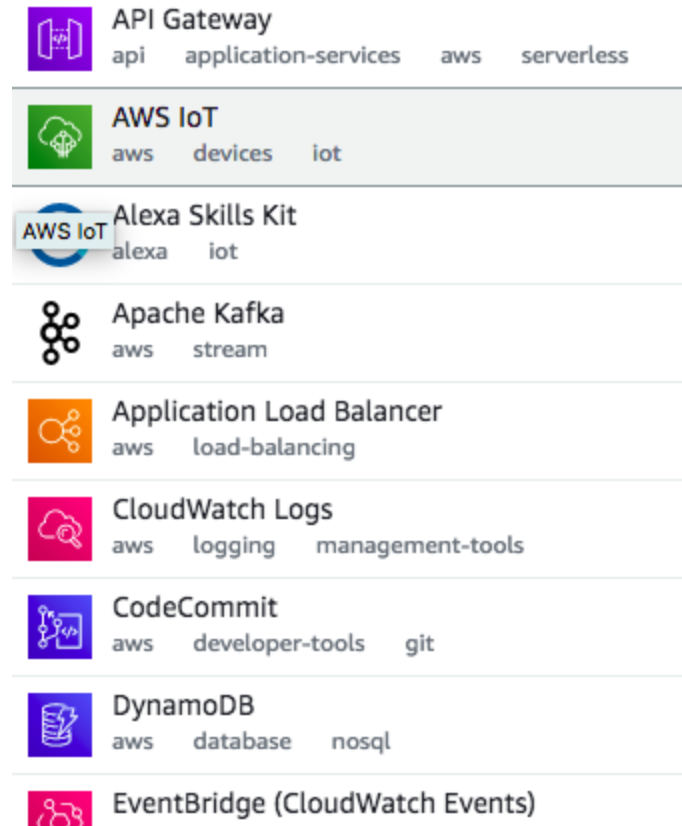 API Gateway
api application-services aws serverless
AWS IoT
aws devices iot
Alexa Skills Kit
AWS IoT
alexa iot
Apache Kafka
aws stream
Application Load Balancer
aws load-balancing
CloudWatch Logs
aws logging management-tools
CodeCommit
aws developer-tools git
DynamoDB
aws database nosql
EventBridge (CloudWatch Events)